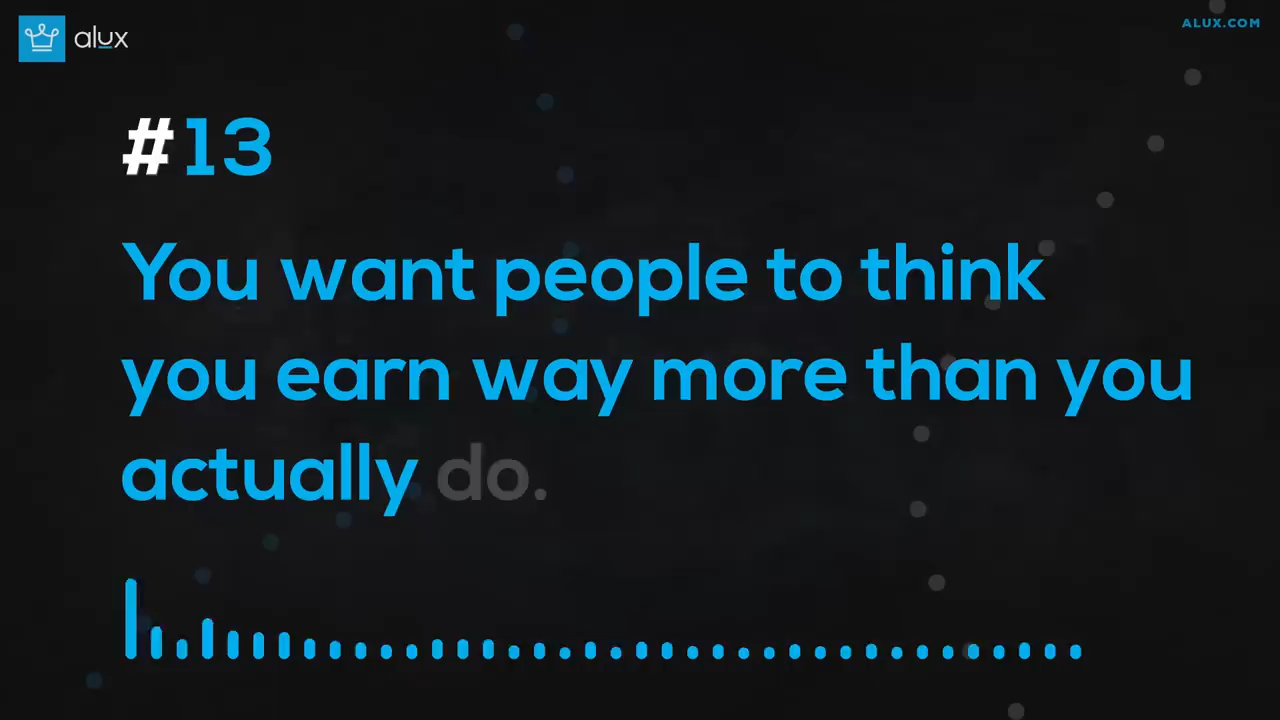 alux
ALUX.COM
#13
You want people to think
you earn way more than you
actually do.